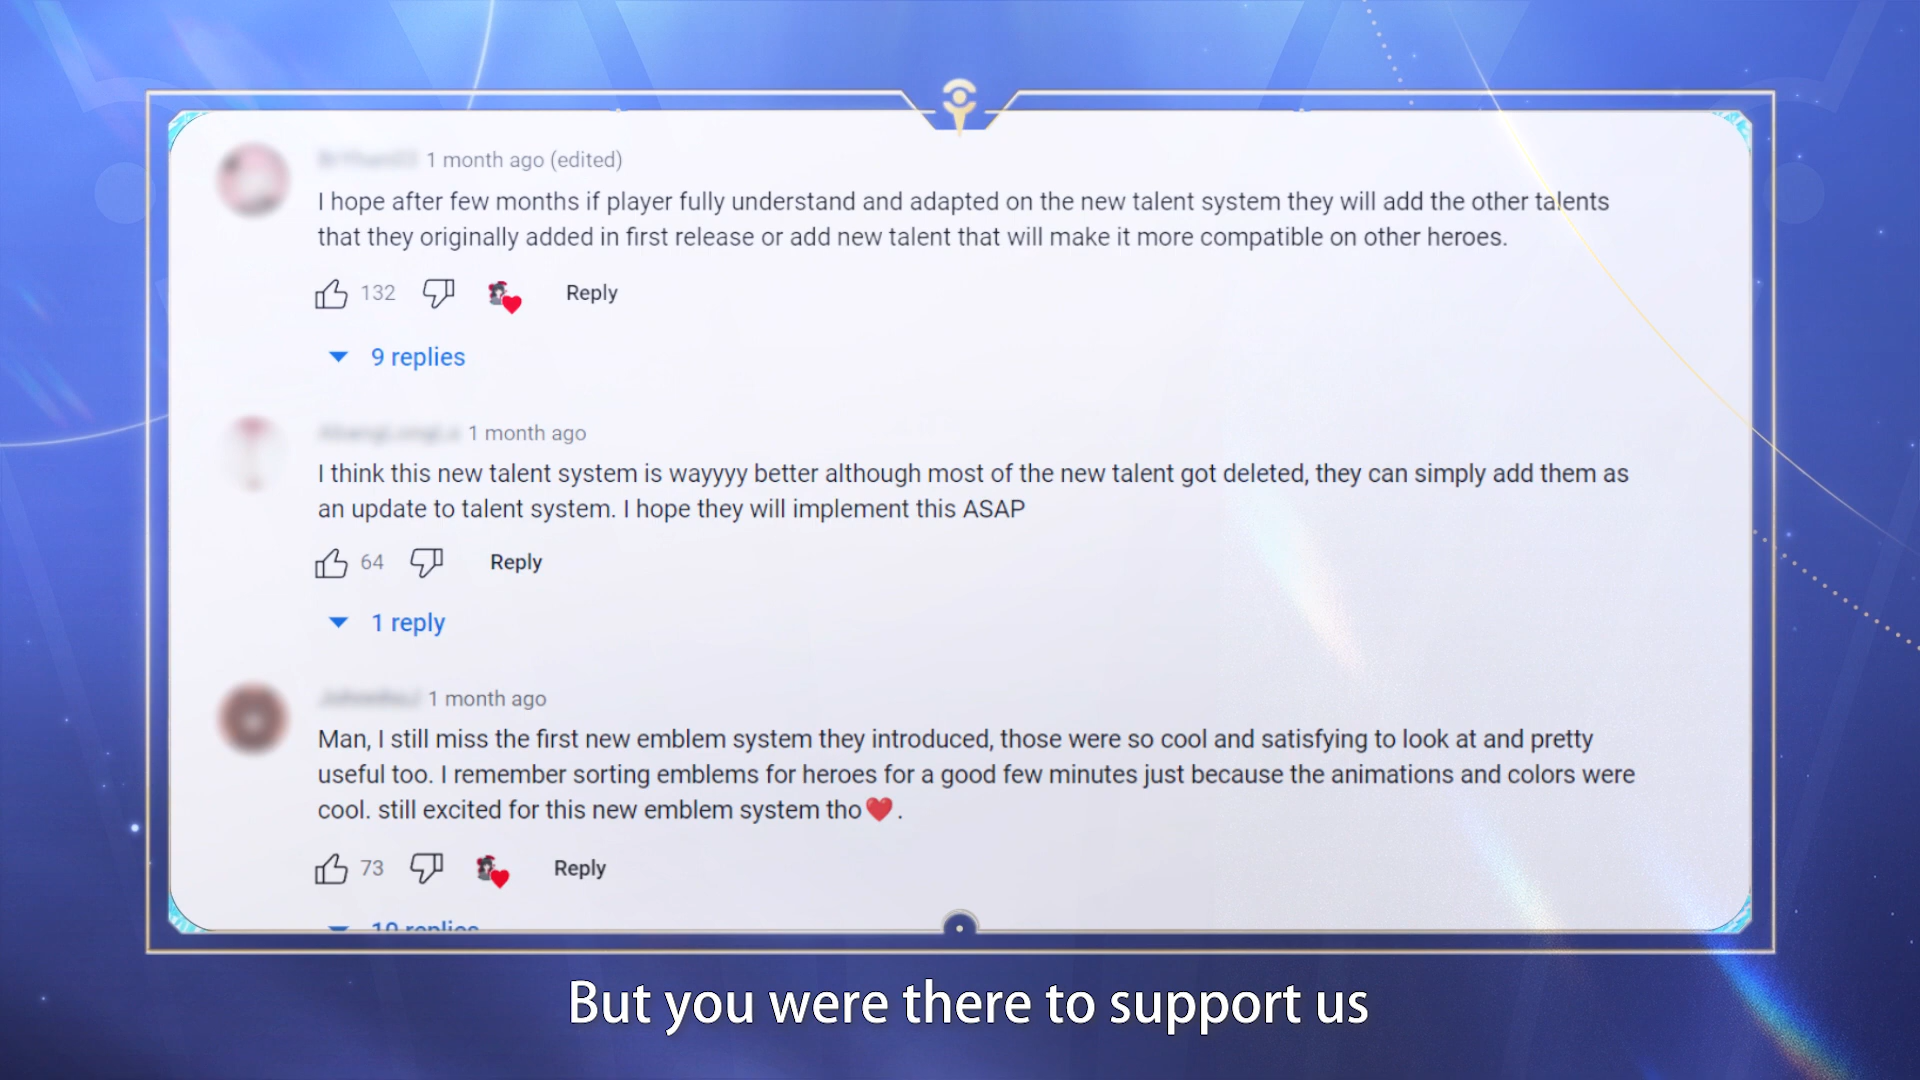 1 month ago (edited)
I hope after few months if player fully understand and adapted on the new talent system they will add the other talents
that they originally added in first release or add new talent that will make it more compatible on other heroes.
132 Reply
9 replies
1 month ago
I think this new talent system is wayyyy better although most of the new talent got deleted, they can simply add them as
an update to talent system. I hope they will implement this ASAP
64 Reply
1 reply
1 month ago
Man, I still miss the first new emblem system they introduced, those were so cool and satisfying to look at and pretty
useful too. I remember sorting emblems for heroes for a good few minutes just because the animations and colors were
cool. still excited for this new emblem system tho❤️.
73 Reply
10 replies
But you were there to support us